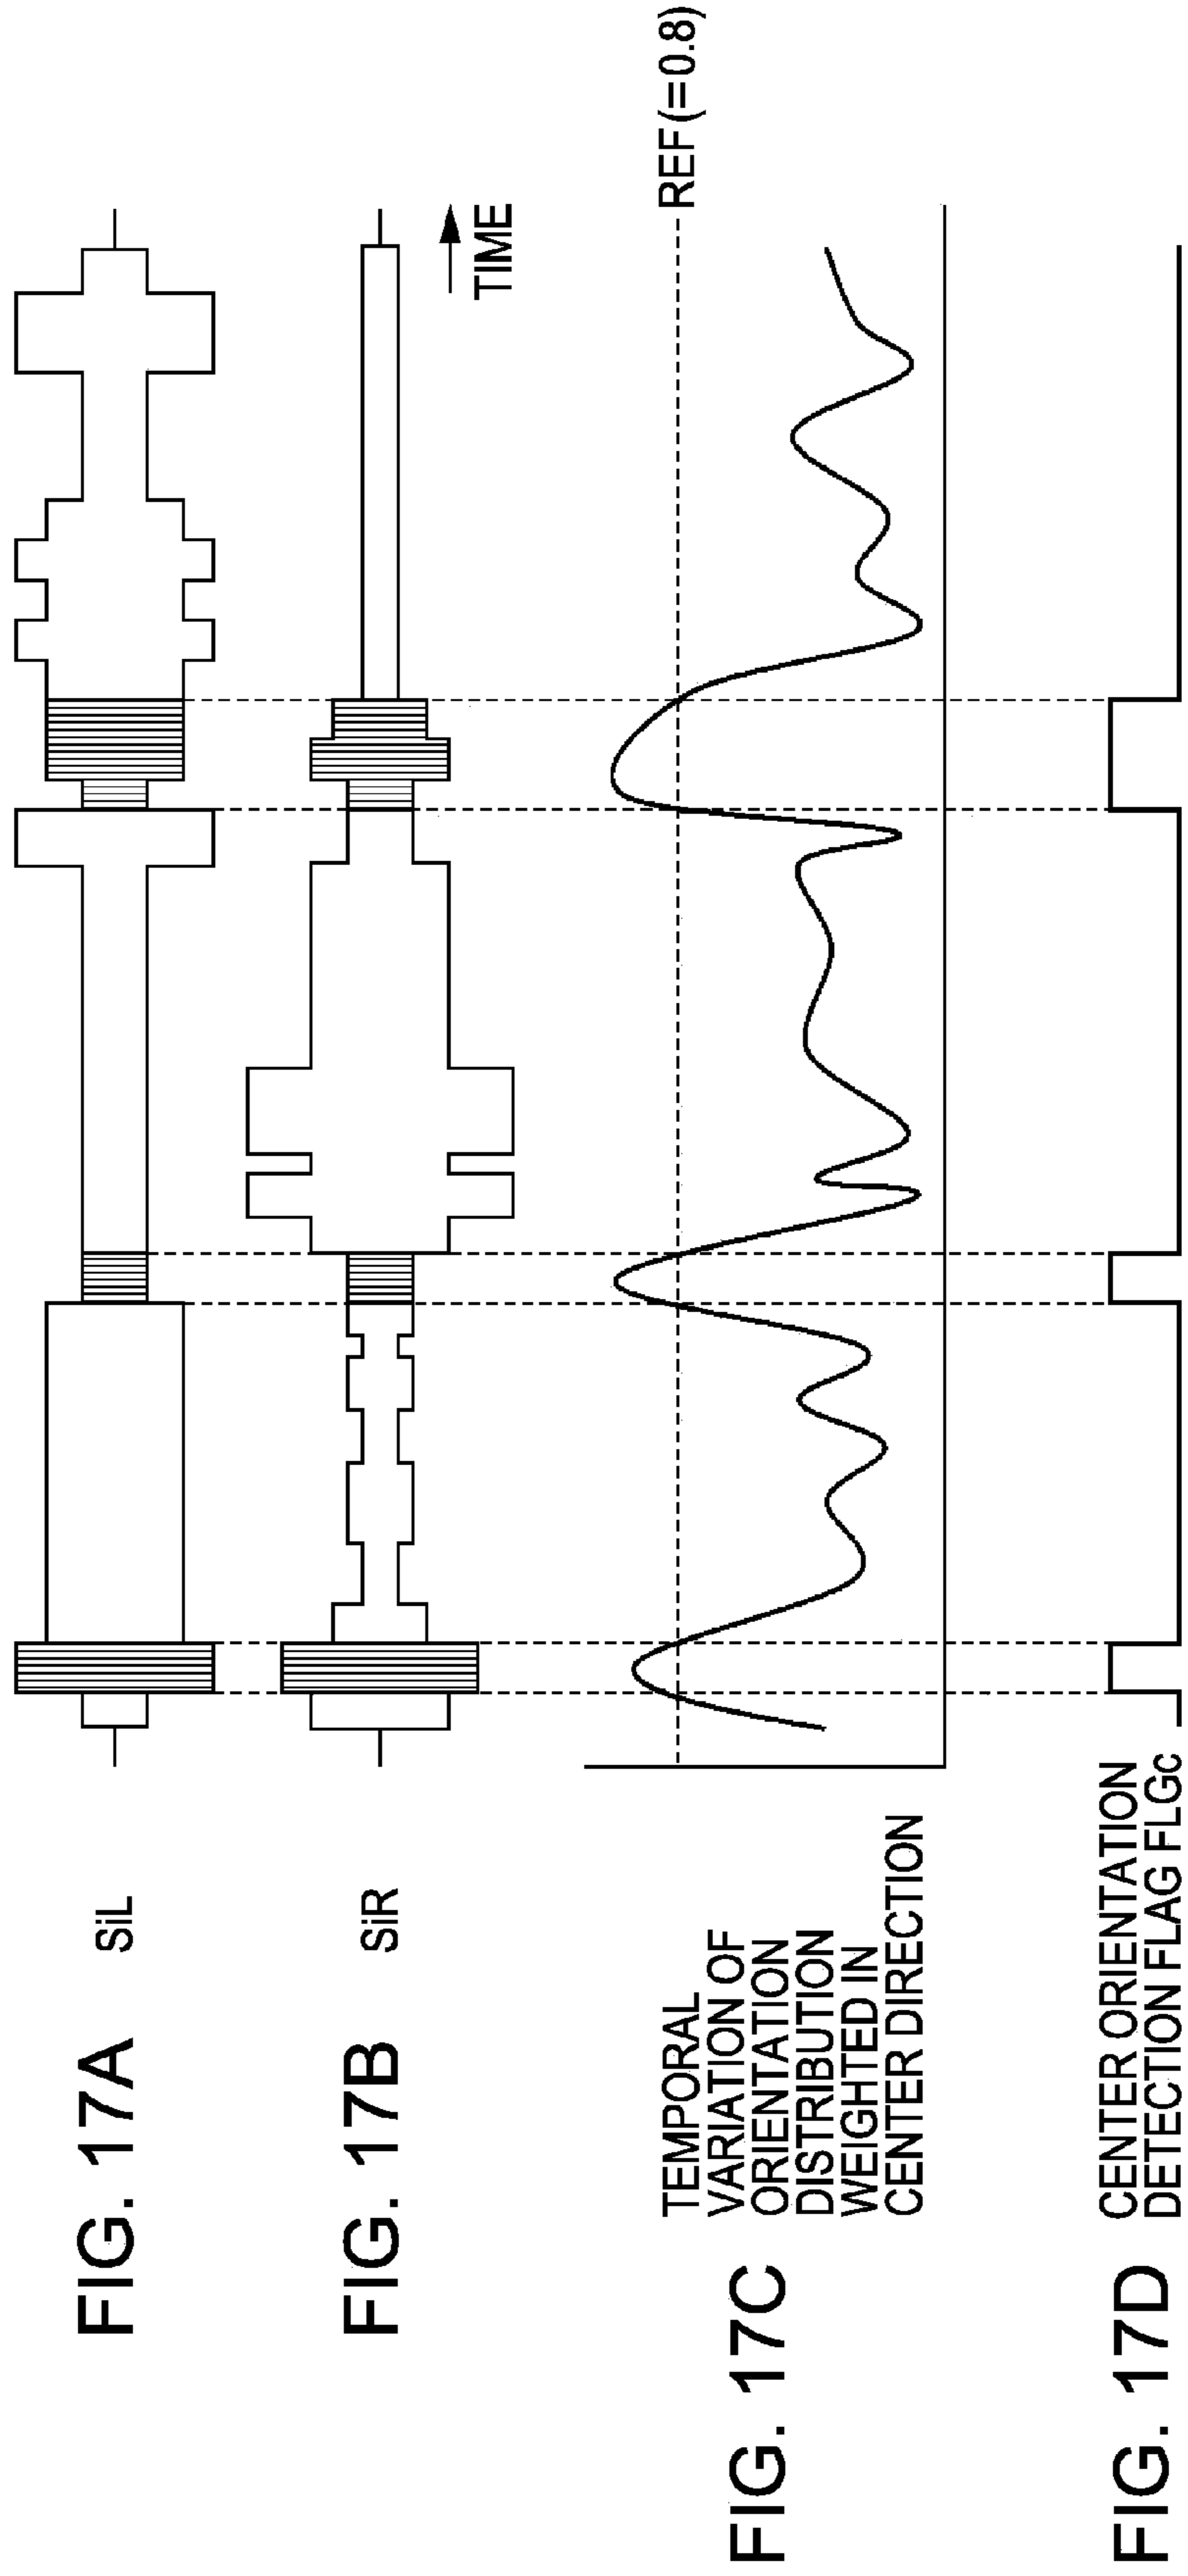 FIG. 17A
SiL
FIG. 17B
SiR
TIME
FIG. 17C
TEMPORAL
VARIATION OF
ORIENTATION
DISTRIBUTION
WEIGHTED IN
CENTER DIRECTION
REF(=0.8)
FIG. 17D
CENTER ORIENTATION
DETECTION FLAG FLGc